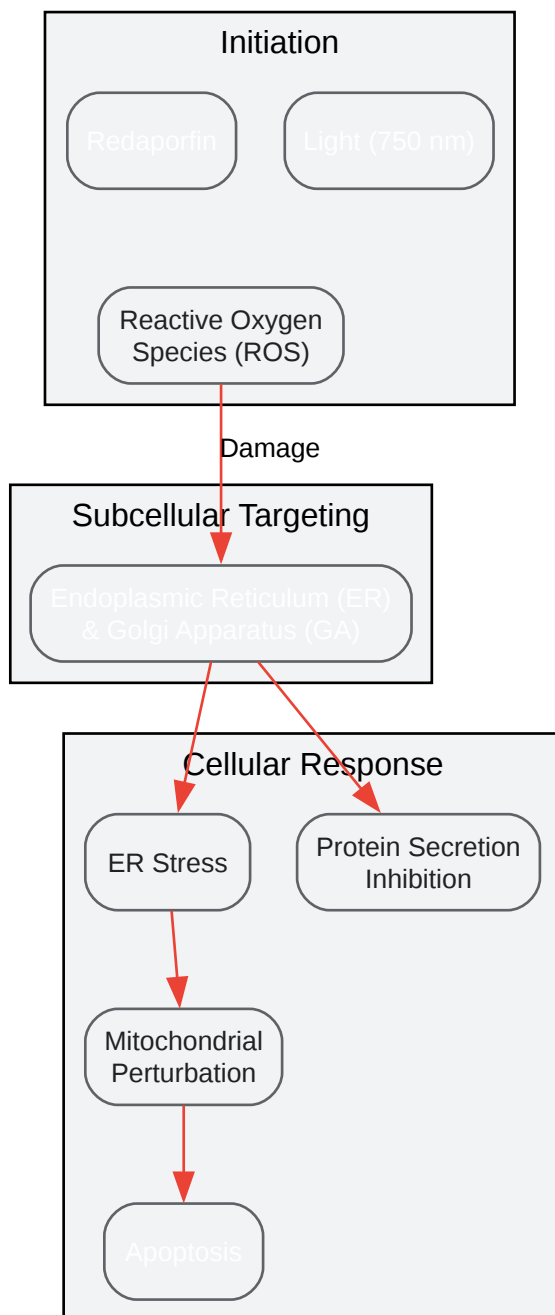 Initiation
Redaporfin
Light (750 nm)
Reactive Oxygen
Species (ROS)
Damage
Subcellular Targeting
Endoplasmic Reticulum (ER)
& Golgi Apparatus (GA)
Cellular Response
ER Stress
Protein Secretion
Inhibition
Mitochondrial
Perturbation
Apoptosis